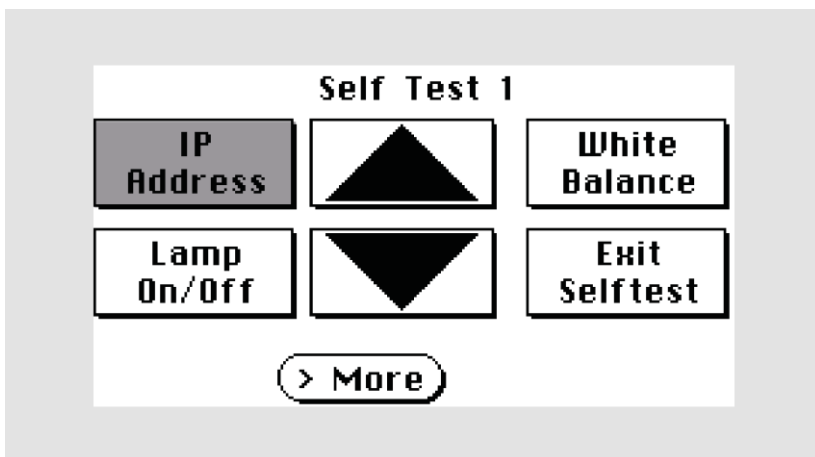 Self Test 1
IP
Address
White
Balance
Lamp
On/Off
Exit
Selftest
> More